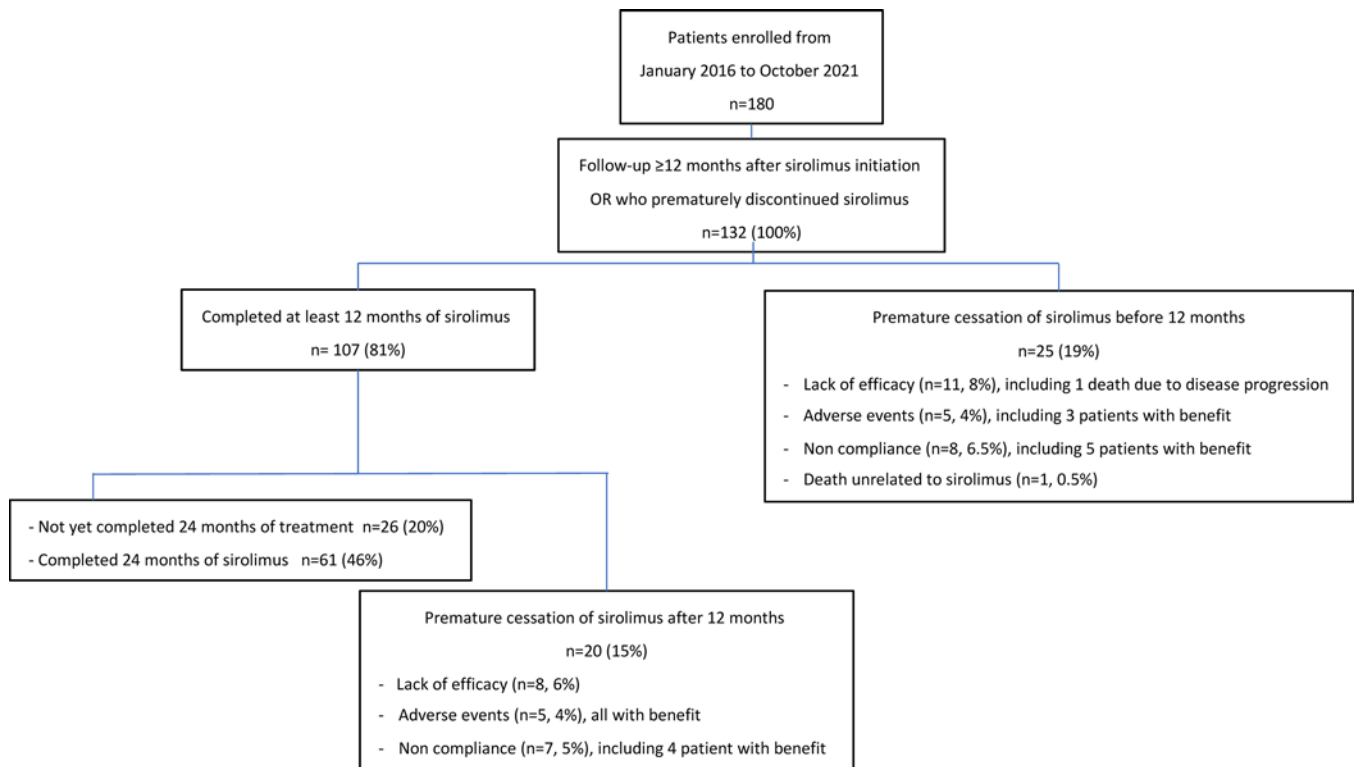 Patients enrolled from
January 2016 to October 2021
n=180
Follow-up ≥12 months after sirolimus initiation
OR who prematurely discontinued sirolimus
n=132 (100%)
Completed at least 12 months of sirolimus
n= 107 (81%)
Premature cessation of sirolimus before 12 months
n=25 (19%)
- Lack of efficacy (n=11, 8%), including 1 death due to disease progression
- Adverse events (n=5, 4%), including 3 patients with benefit
- Non compliance (n=8, 6.5%), including 5 patients with benefit
- Death unrelated to sirolimus (n=1, 0.5%)
- Not yet completed 24 months of treatment n=26 (20%)
- Completed 24 months of sirolimus n=61 (46%)
Premature cessation of sirolimus after 12 months
n=20 (15%)
- Lack of efficacy (n=8, 6%)
- Adverse events (n=5, 4%), all with benefit
- Non compliance (n=7, 5%), including 4 patient with benefit